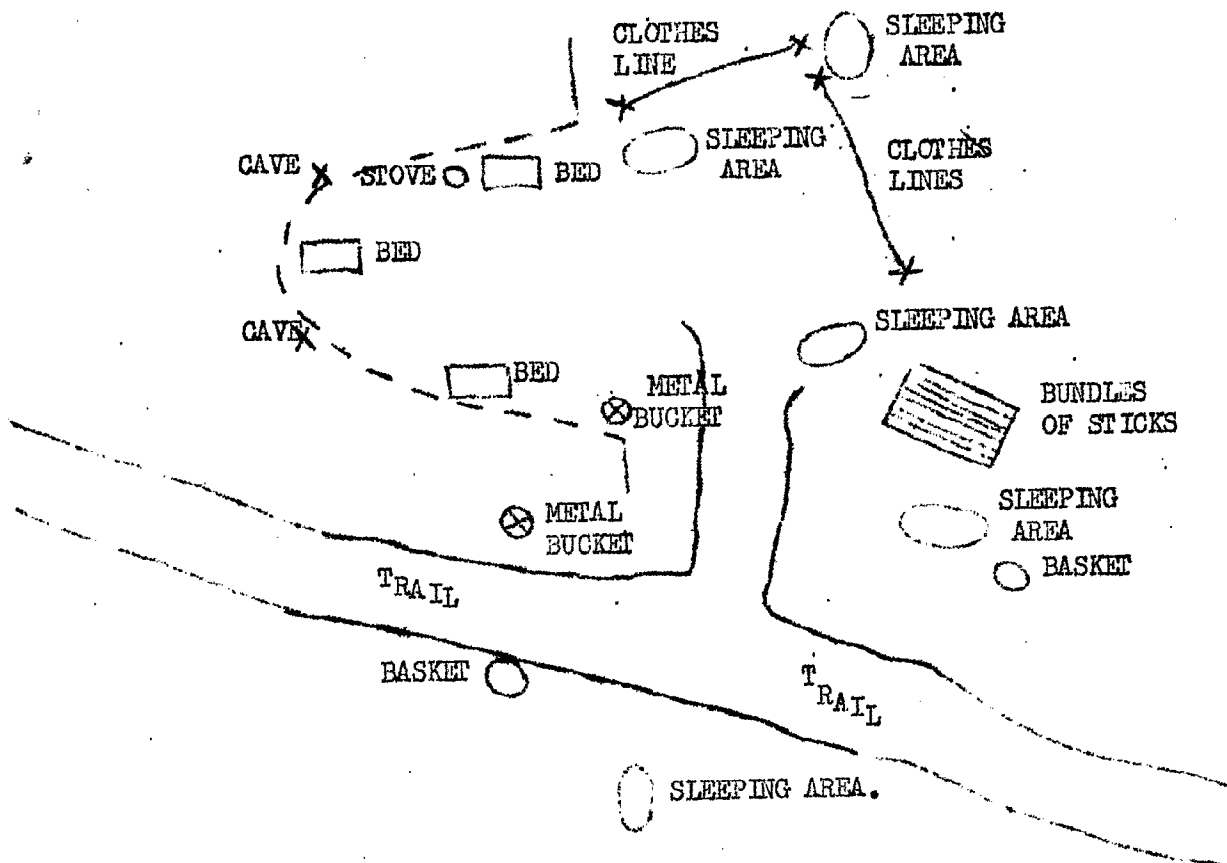 CLOTHES
LINE
SLEEPING
AREA
SLEEPING
AREA
CLOTHES
LINES
CAVE
STOVE
BED
BED
CAVE
SLEEPING AREA
BED
METAL
BUCKET
BUNDLES
OF STICKS
METAL
BUCKET
SLEEPING
AREA
BASKET
TRAIL
BASKET
TRAIL
SLEEPING AREA.